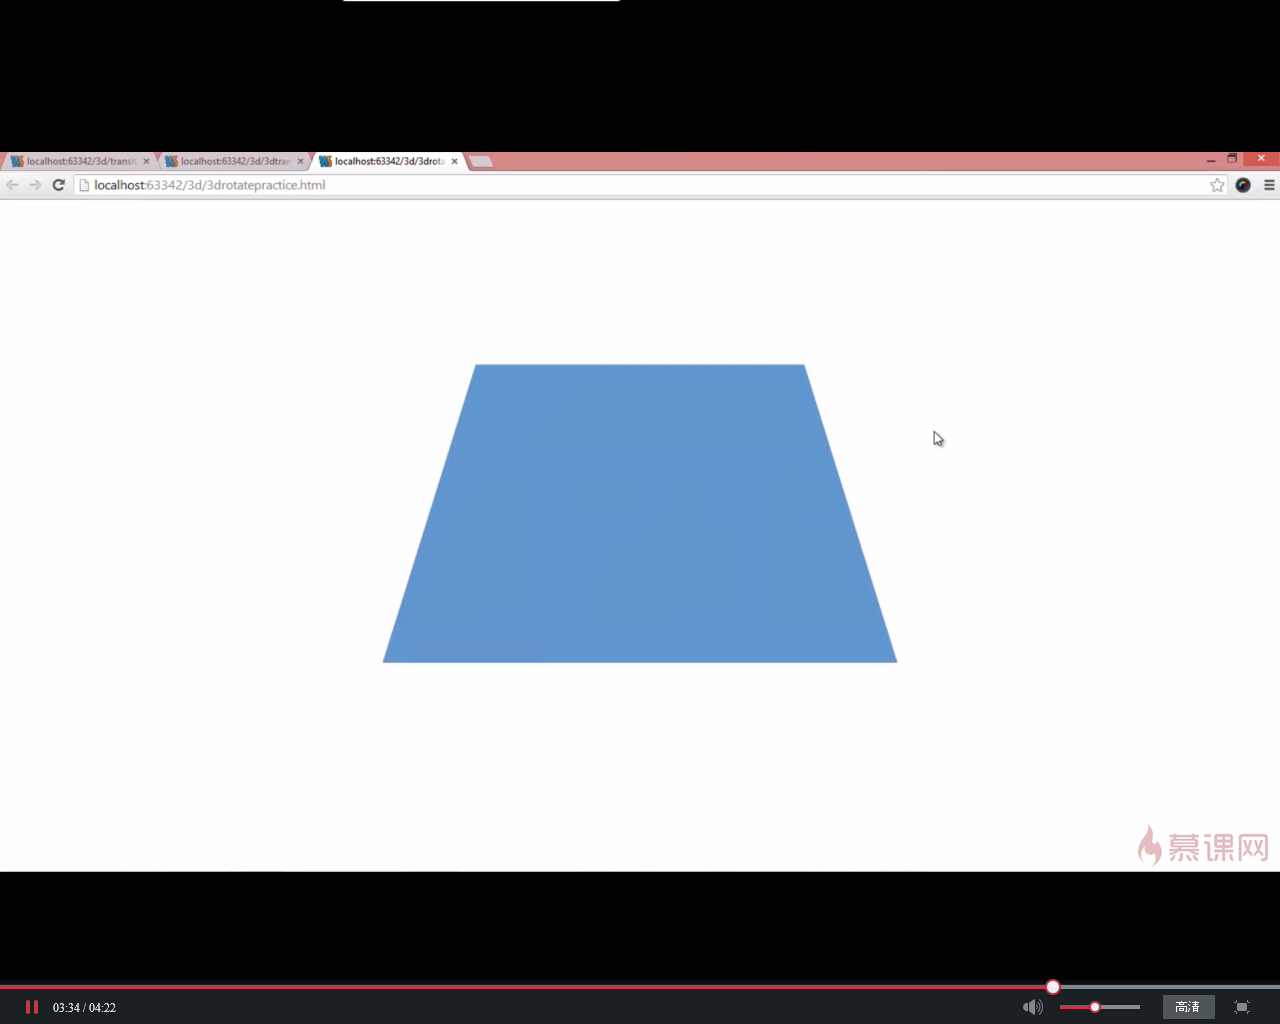 localhost:63342/3d/transit
localhost:63342/3d/3dtran
localhost:63342/3d/3drota
localhost:63342/3d/3drotatepractice.html
慕课网
03:34 / 04:22
高清